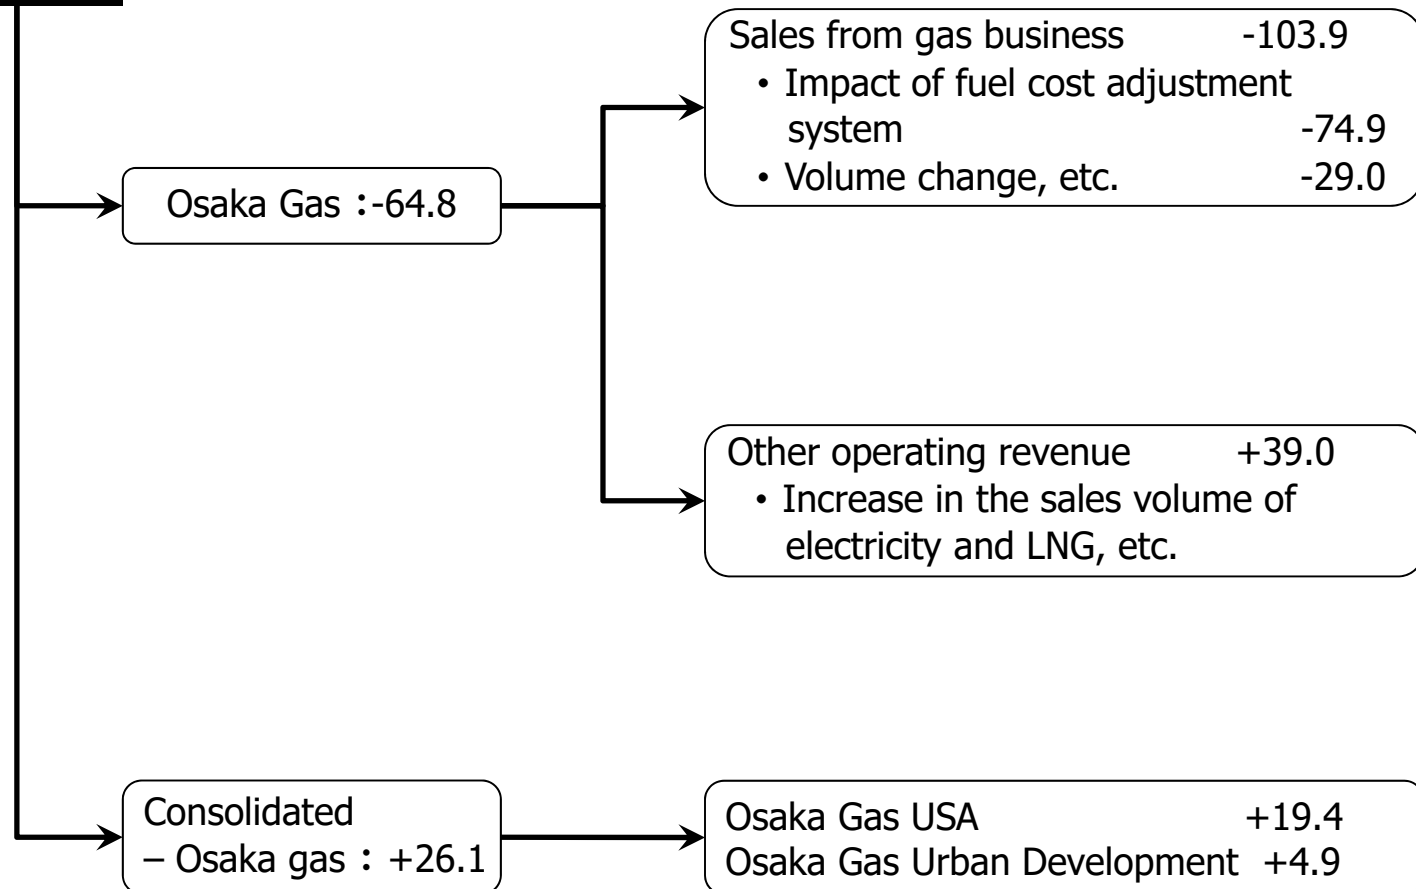 Sales from gas business -103.9
・Impact of fuel cost adjustment
system -74.9
・Volume change, etc. -29.0
Osaka Gas :-64.8
Other operating revenue +39.0
・Increase in the sales volume of
electricity and LNG, etc.
Consolidated
– Osaka gas : +26.1
Osaka Gas USA +19.4
Osaka Gas Urban Development +4.9